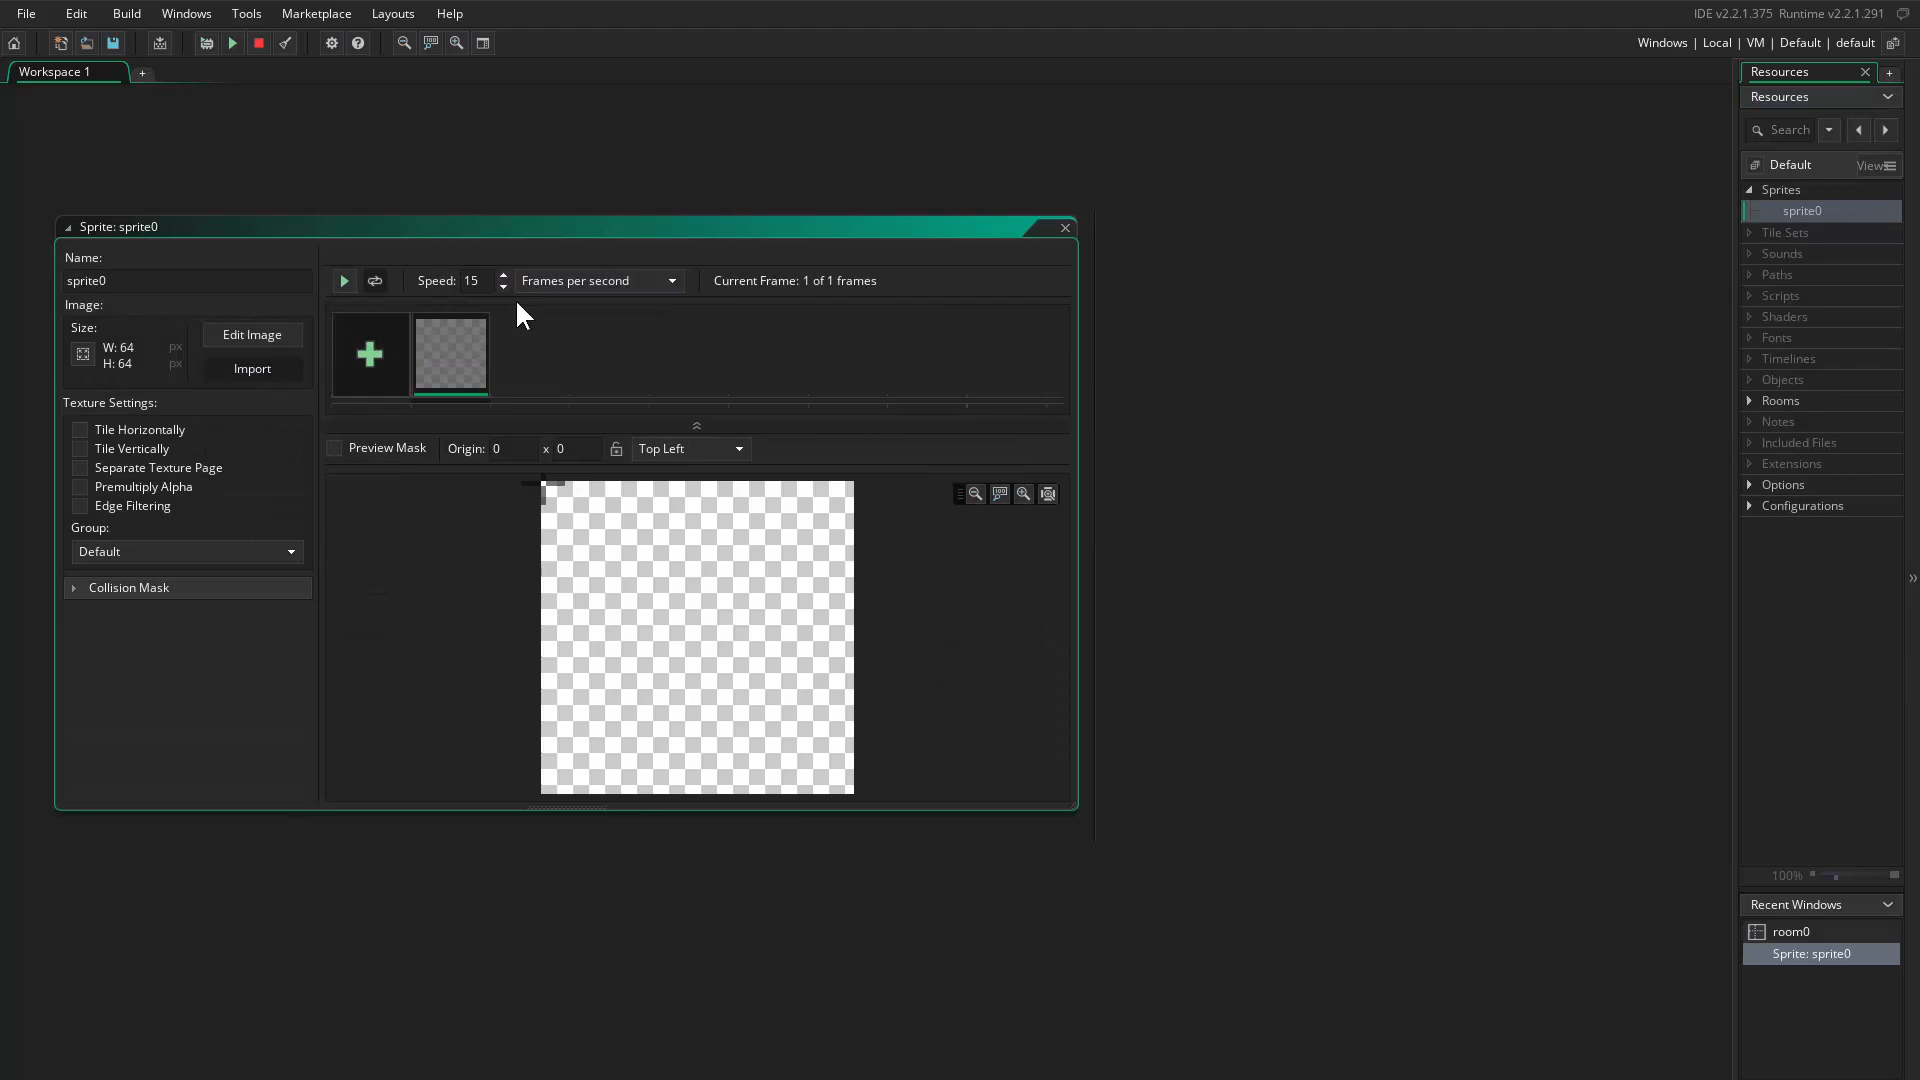 File Edit Build Windows Tools Marketplace Layouts Help IDE v2.2.1.375 Runtime v2.2.1.291
Windows | Local | VM | Default | default
Workspace 1 +
Resources
Resources
Search
Default View
Sprites
sprite0
Tile Sets
Sounds
Paths
Scripts
Shaders
Fonts
Timelines
Objects
Rooms
Notes
Included Files
Extensions
Options
Configurations
100%
Recent Windows
room0
Sprite: sprite0
Sprite: sprite0
Name:
sprite0
Image:
Size:
W: 64 px
H: 64 px
Edit Image
Import
Texture Settings:
Tile Horizontally
Tile Vertically
Separate Texture Page
Premultiply Alpha
Edge Filtering
Group:
Default
Collision Mask
Speed: 15 Frames per second Current Frame: 1 of 1 frames
Preview Mask Origin: 0 x 0 Top Left